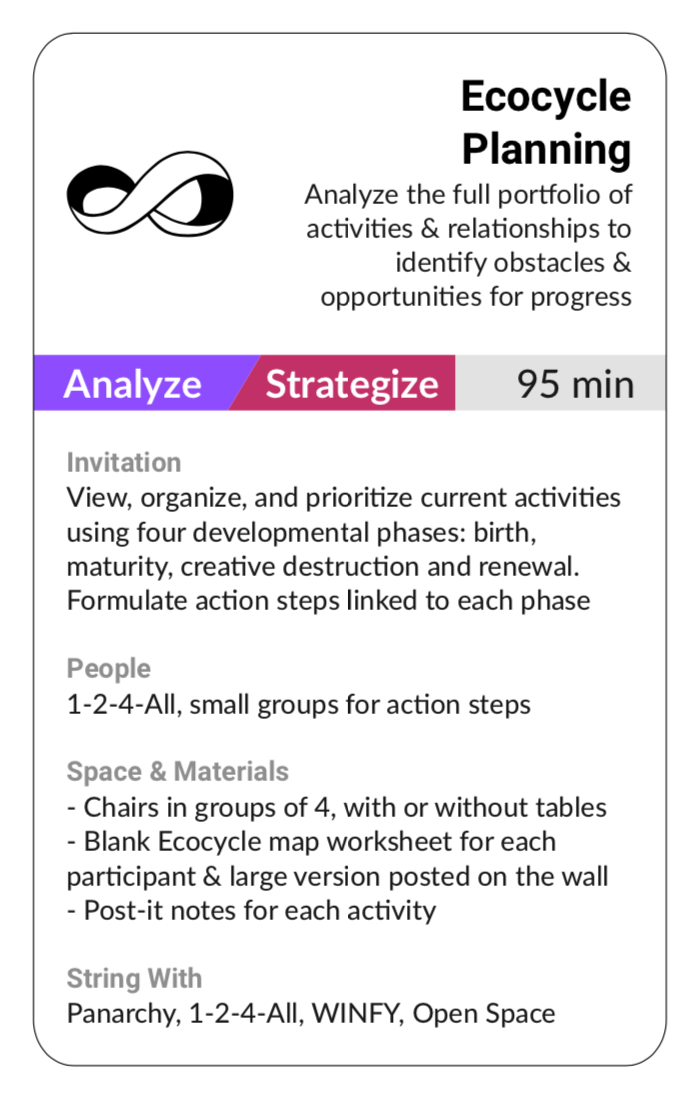 Ecocycle
Planning
Analyze the full portfolio of
activities & relationships to
identify obstacles &
opportunities for progress
Analyze
Strategize
95 min
Invitation
View, organize, and prioritize current activities
using four developmental phases: birth,
maturity, creative destruction and renewal.
Formulate action steps linked to each phase
People
1-2-4-All, small groups for action steps
Space & Materials
- Chairs in groups of 4, with or without tables
- Blank Ecocycle map worksheet for each
participant & large version posted on the wall
- Post-it notes for each activity
String With
Panarchy, 1-2-4-All, WINFY, Open Space